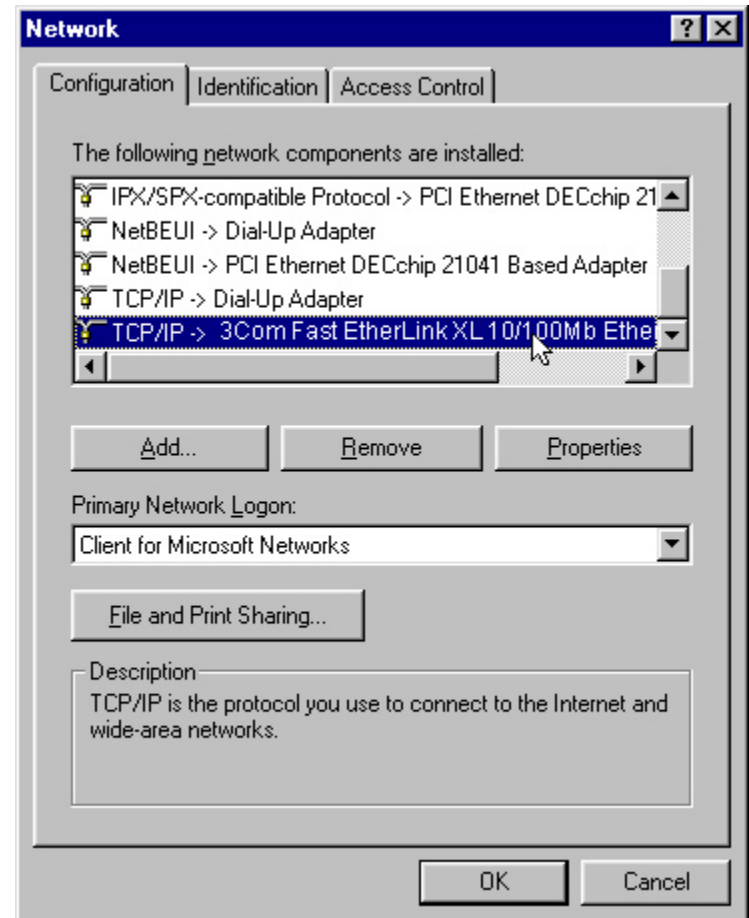 Network
Configuration Identification Access Control
The following network components are installed:
IPX/SPX-compatible Protocol -> PCI Ethernet DECchip 21
NetBEUI -> Dial-Up Adapter
NetBEUI -> PCI Ethernet DECchip 21041 Based Adapter
TCP/IP -> Dial-Up Adapter
TCP/IP -> 3Com Fast EtherLink XL 10/100Mb Ethe
Add... Remove Properties
Primary Network Logon:
Client for Microsoft Networks
File and Print Sharing...
Description
TCP/IP is the protocol you use to connect to the Internet and
wide-area networks.
OK Cancel